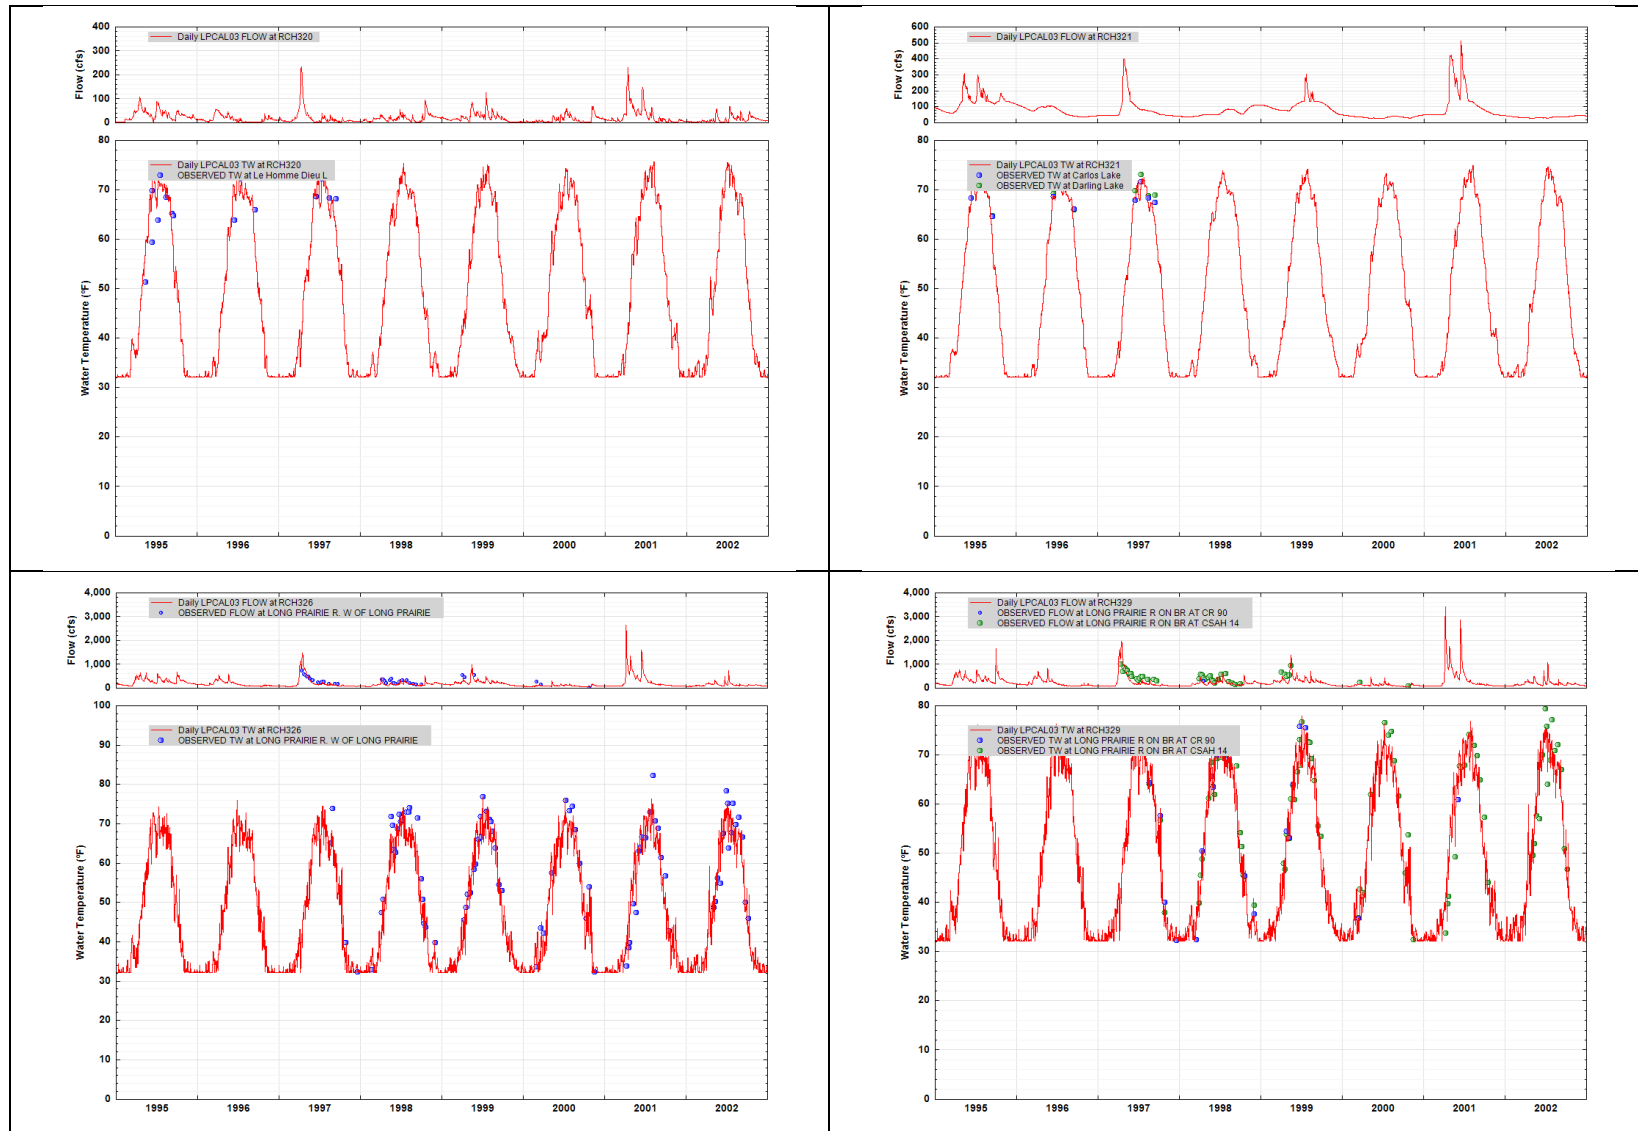 400
300
200
100
0
Flow (cfs)
Daily LPCAL03 FLOW at RCH320
80
70
60
50
40
30
20
10
0
Water Temperature (°F)
Daily LPCAL03 TW at RCH320
OBSERVED TW at Le Homme Dieu L
1995 1996 1997 1998 1999 2000 2001 2002
600
500
400
300
200
100
0
Flow (cfs)
Daily LPCAL03 FLOW at RCH321
80
70
60
50
40
30
20
10
0
Water Temperature (°F)
Daily LPCAL03 TW at RCH321
OBSERVED TW at Carlos Lake
OBSERVED TW at Darling Lake
1995 1996 1997 1998 1999 2000 2001 2002
4,000
3,000
2,000
1,000
0
Flow (cfs)
Daily LPCAL03 FLOW at RCH326
OBSERVED FLOW at LONG PRAIRIE R. W OF LONG PRAIRIE
100
90
80
70
60
50
40
30
20
10
0
Water Temperature (°F)
Daily LPCAL03 TW at RCH326
OBSERVED TW at LONG PRAIRIE R. W OF LONG PRAIRIE
1995 1996 1997 1998 1999 2000 2001 2002
4,000
3,000
2,000
1,000
0
Flow (cfs)
Daily LPCAL03 FLOW at RCH329
OBSERVED FLOW at LONG PRAIRIE R ON BR AT CR 90
OBSERVED FLOW at LONG PRAIRIE R ON BR AT CSAH 14
80
70
60
50
40
30
20
10
0
Water Temperature (°F)
Daily LPCAL03 TW at RCH329
OBSERVED TW at LONG PRAIRIE R ON BR AT CR 90
OBSERVED TW at LONG PRAIRIE R ON BR AT CSAH 14
1995 1996 1997 1998 1999 2000 2001 2002